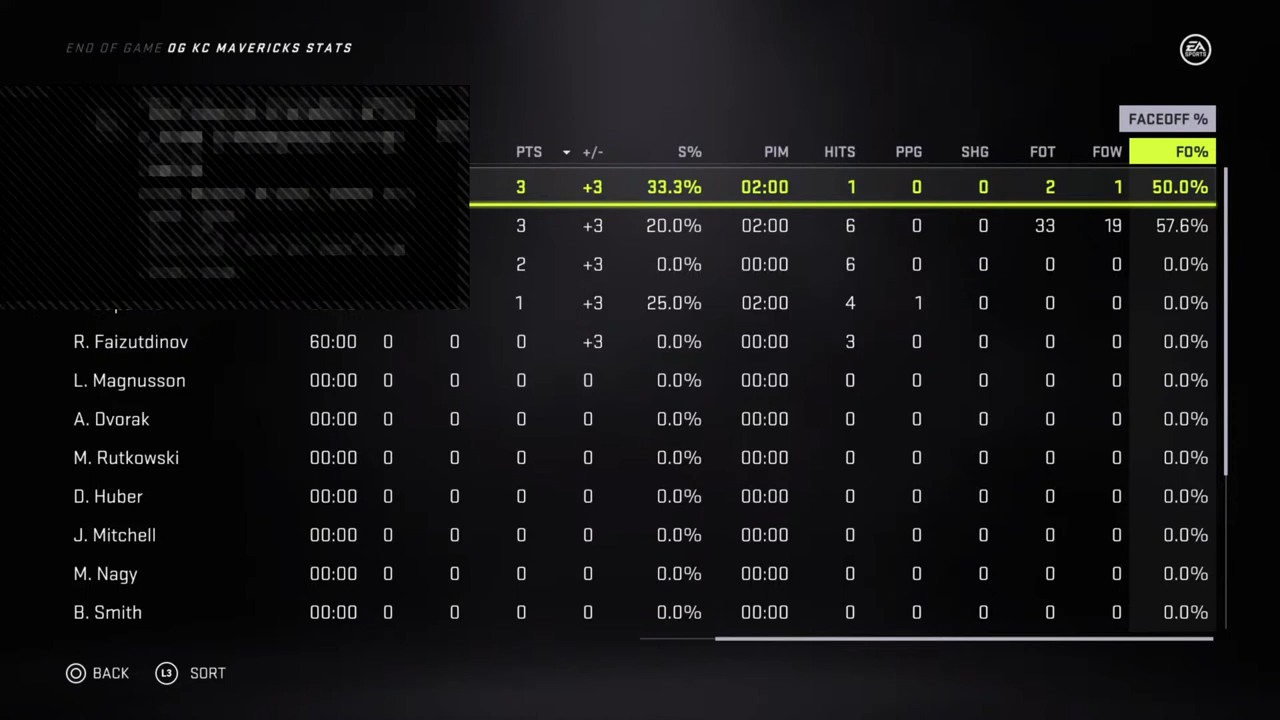 END OF GAME OG KC MAVERICKS STATS
EA SPORTS
FACEOFF %
PTS +/- S% PIM HITS PPG SHG FOT FOW FO%
3 +3 33.3% 02:00 1 0 0 2 1 50.0%
3 +3 20.0% 02:00 6 0 0 33 19 57.6%
2 +3 0.0% 00:00 6 0 0 0 0 0.0%
1 +3 25.0% 02:00 4 1 0 0 0 0.0%
R. Faizutdinov 60:00 0 0 0 +3 0.0% 00:00 3 0 0 0 0 0.0%
L. Magnusson 00:00 0 0 0 0 0.0% 00:00 0 0 0 0 0 0.0%
A. Dvorak 00:00 0 0 0 0 0.0% 00:00 0 0 0 0 0 0.0%
M. Rutkowski 00:00 0 0 0 0 0.0% 00:00 0 0 0 0 0 0.0%
D. Huber 00:00 0 0 0 0 0.0% 00:00 0 0 0 0 0 0.0%
J. Mitchell 00:00 0 0 0 0 0.0% 00:00 0 0 0 0 0 0.0%
M. Nagy 00:00 0 0 0 0 0.0% 00:00 0 0 0 0 0 0.0%
B. Smith 00:00 0 0 0 0 0.0% 00:00 0 0 0 0 0 0.0%
BACK L3 SORT